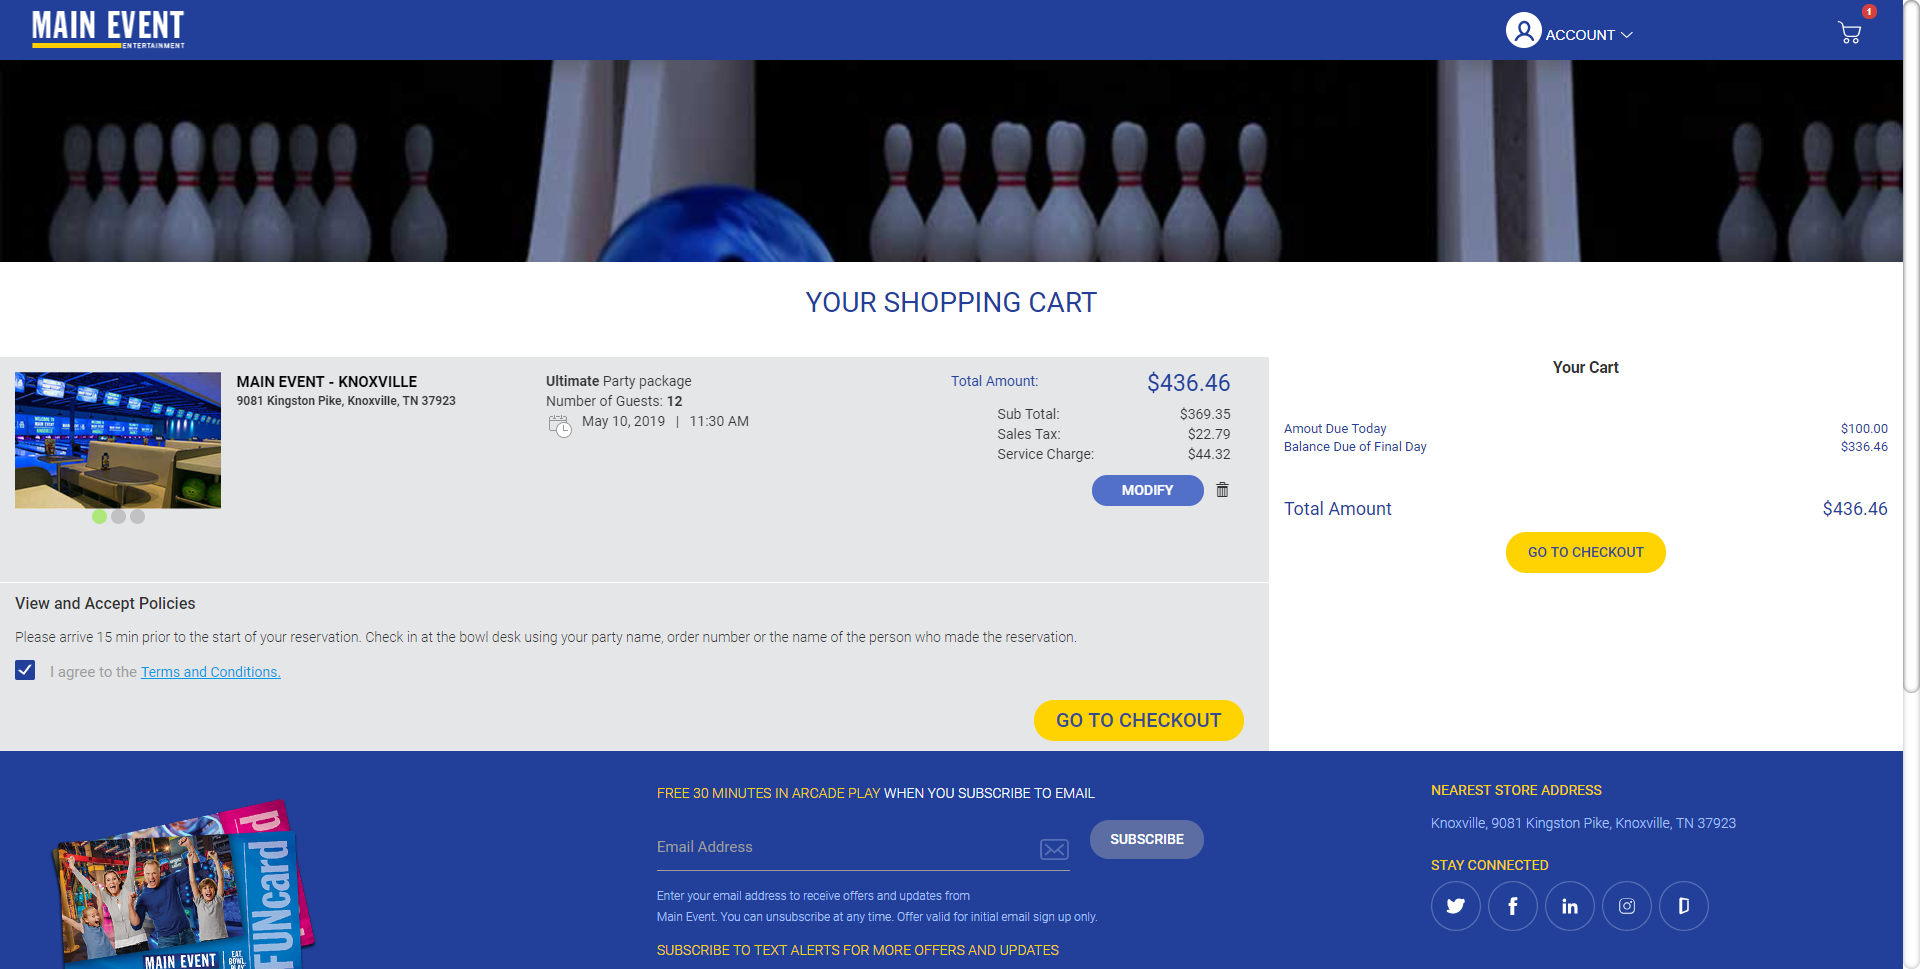 MAIN EVENT
ENTERTAINMENT
ACCOUNT
1
YOUR SHOPPING CART
MAIN EVENT - KNOXVILLE
9081 Kingston Pike, Knoxville, TN 37923
Ultimate Party package
Number of Guests: 12
May 10, 2019 | 11:30 AM
Total Amount: $436.46
Sub Total: $369.35
Sales Tax: $22.79
Service Charge: $44.32
MODIFY
Your Cart
Amout Due Today $100.00
Balance Due of Final Day $336.46
Total Amount $436.46
GO TO CHECKOUT
View and Accept Policies
Please arrive 15 min prior to the start of your reservation. Check in at the bowl desk using your party name, order number or the name of the person who made the reservation.
I agree to the Terms and Conditions.
GO TO CHECKOUT
FUNcard
MAIN EVENT
EAT.
BOWL.
PLAY.
FREE 30 MINUTES IN ARCADE PLAY WHEN YOU SUBSCRIBE TO EMAIL
Email Address
SUBSCRIBE
Enter your email address to receive offers and updates from
Main Event. You can unsubscribe at any time. Offer valid for initial email sign up only.
SUBSCRIBE TO TEXT ALERTS FOR MORE OFFERS AND UPDATES
NEAREST STORE ADDRESS
Knoxville, 9081 Kingston Pike, Knoxville, TN 37923
STAY CONNECTED